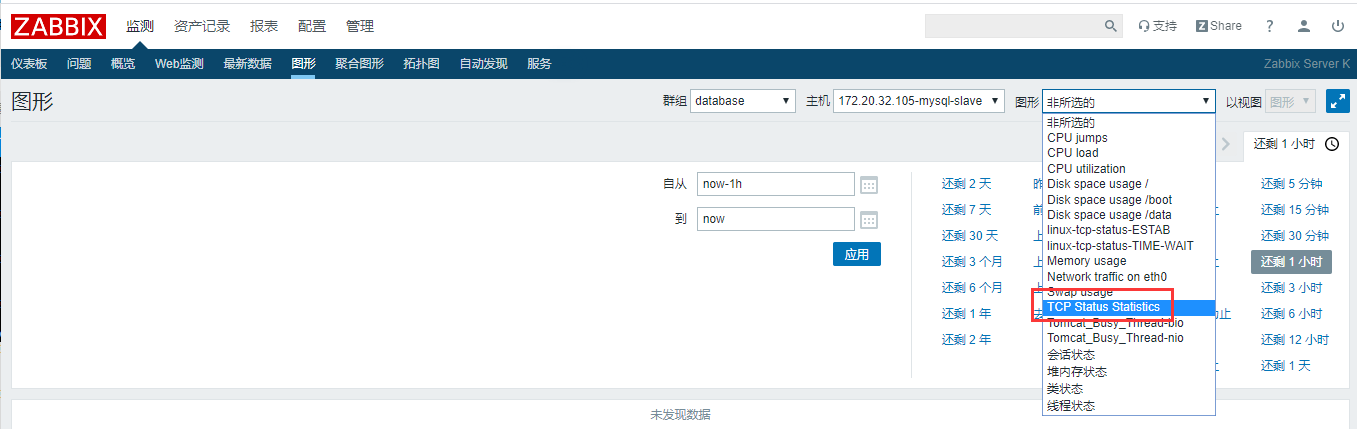 ZABBIX 监测 资产记录 报表 配置 管理 支持 Z Share ?
仪表板 问题 概览 Web监测 最新数据 图形 聚合图形 拓扑图 自动发现 服务 Zabbix Server K
图形 群组 database 主机 172.20.32.105-mysql-slave 图形 非所选的 以视图 图形
非所选的
CPU jumps
CPU load
CPU utilization
Disk space usage /
Disk space usage /boot
Disk space usage /data
linux-tcp-status-ESTAB
linux-tcp-status-TIME-WAIT
Memory usage
Network traffic on eth0
Swap usage
TCP Status Statistics
Tomcat_Busy_Thread-bio
Tomcat_Busy_Thread-nio
会话状态
堆内存状态
类状态
线程状态
还剩 1 小时
自从 now-1h
到 now
应用
还剩 2 天
还剩 7 天
还剩 30 天
还剩 3 个月
还剩 6 个月
还剩 1 年
还剩 2 年
还剩 5 分钟
还剩 15 分钟
还剩 30 分钟
还剩 1 小时
还剩 3 小时
还剩 6 小时
还剩 12 小时
还剩 1 天
未发现数据